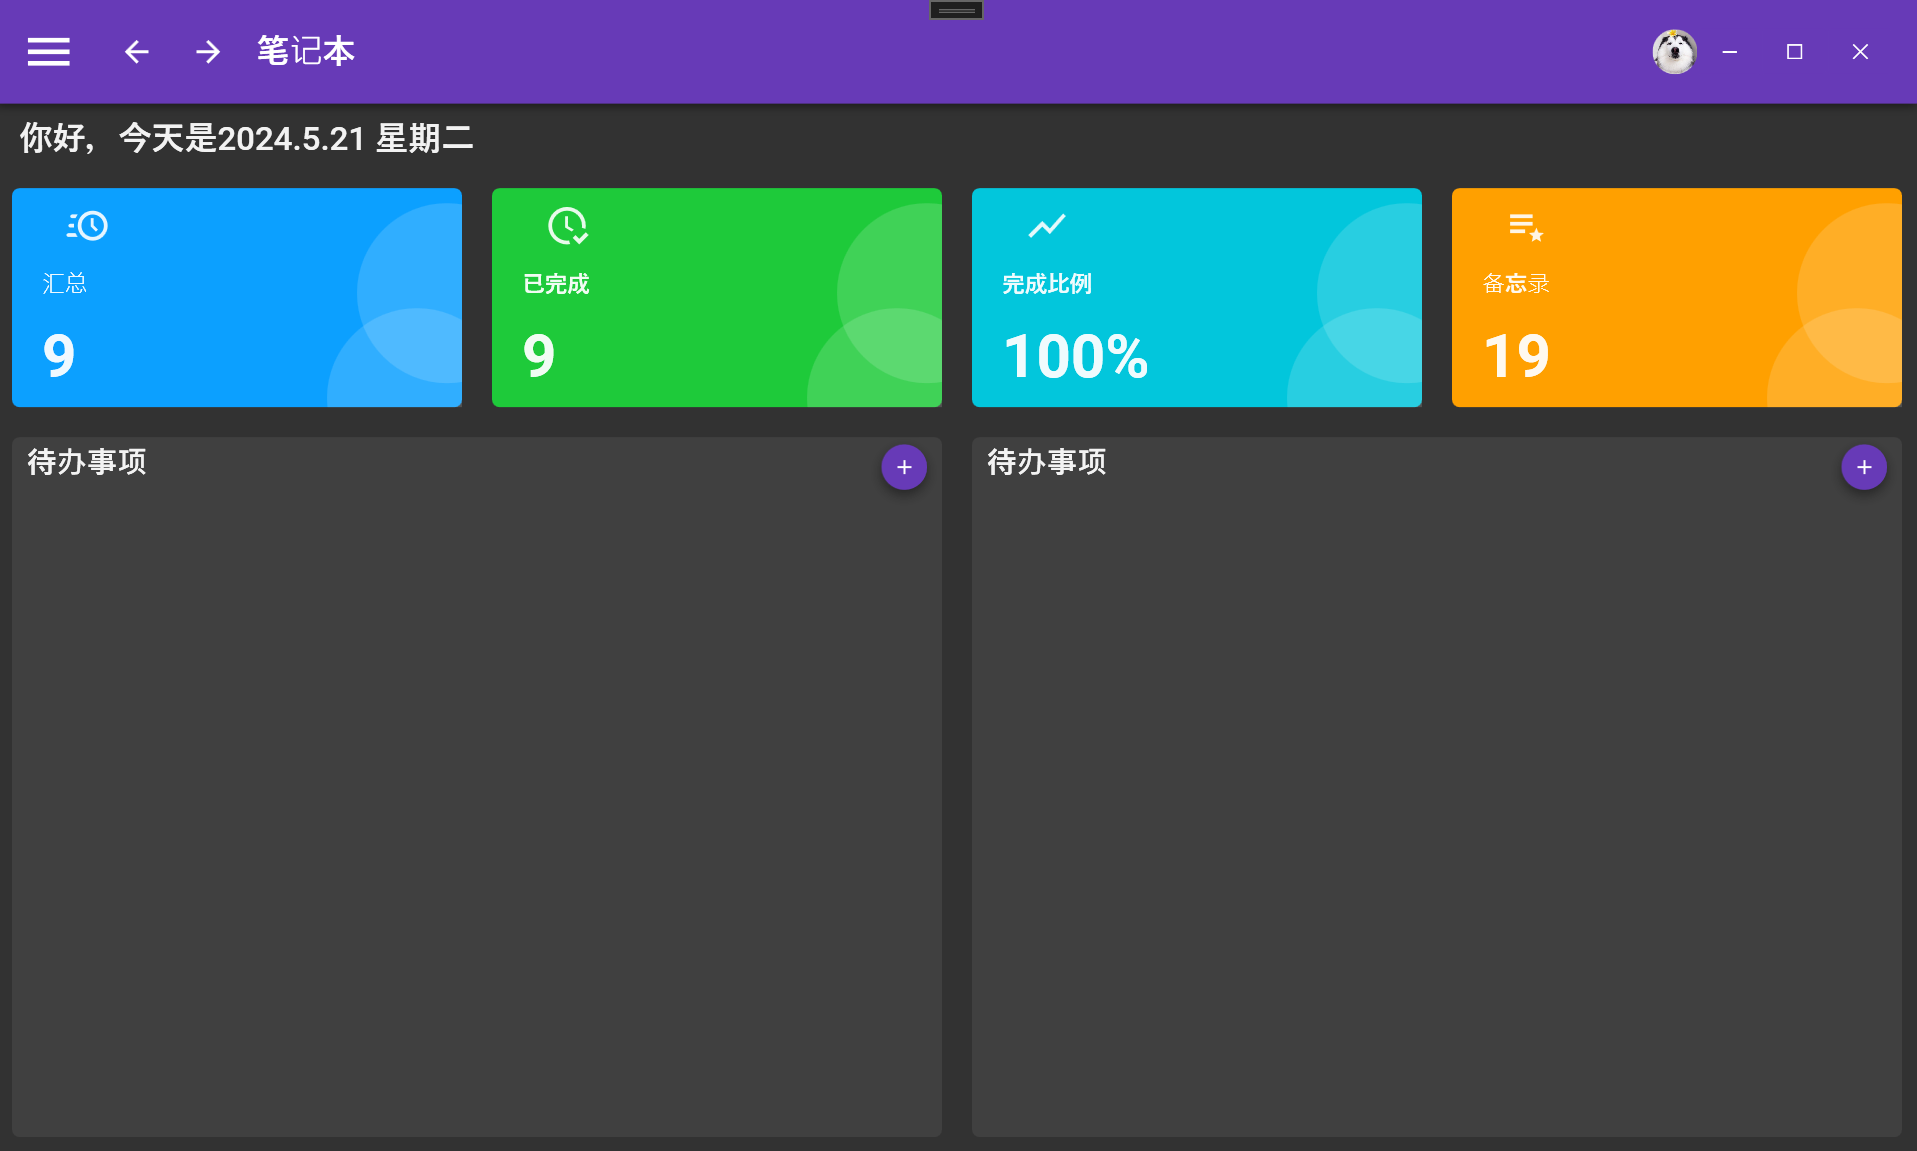 笔记本
你好，今天是2024.5.21 星期二
汇总
9
已完成
9
完成比例
100%
备忘录
19
待办事项
待办事项